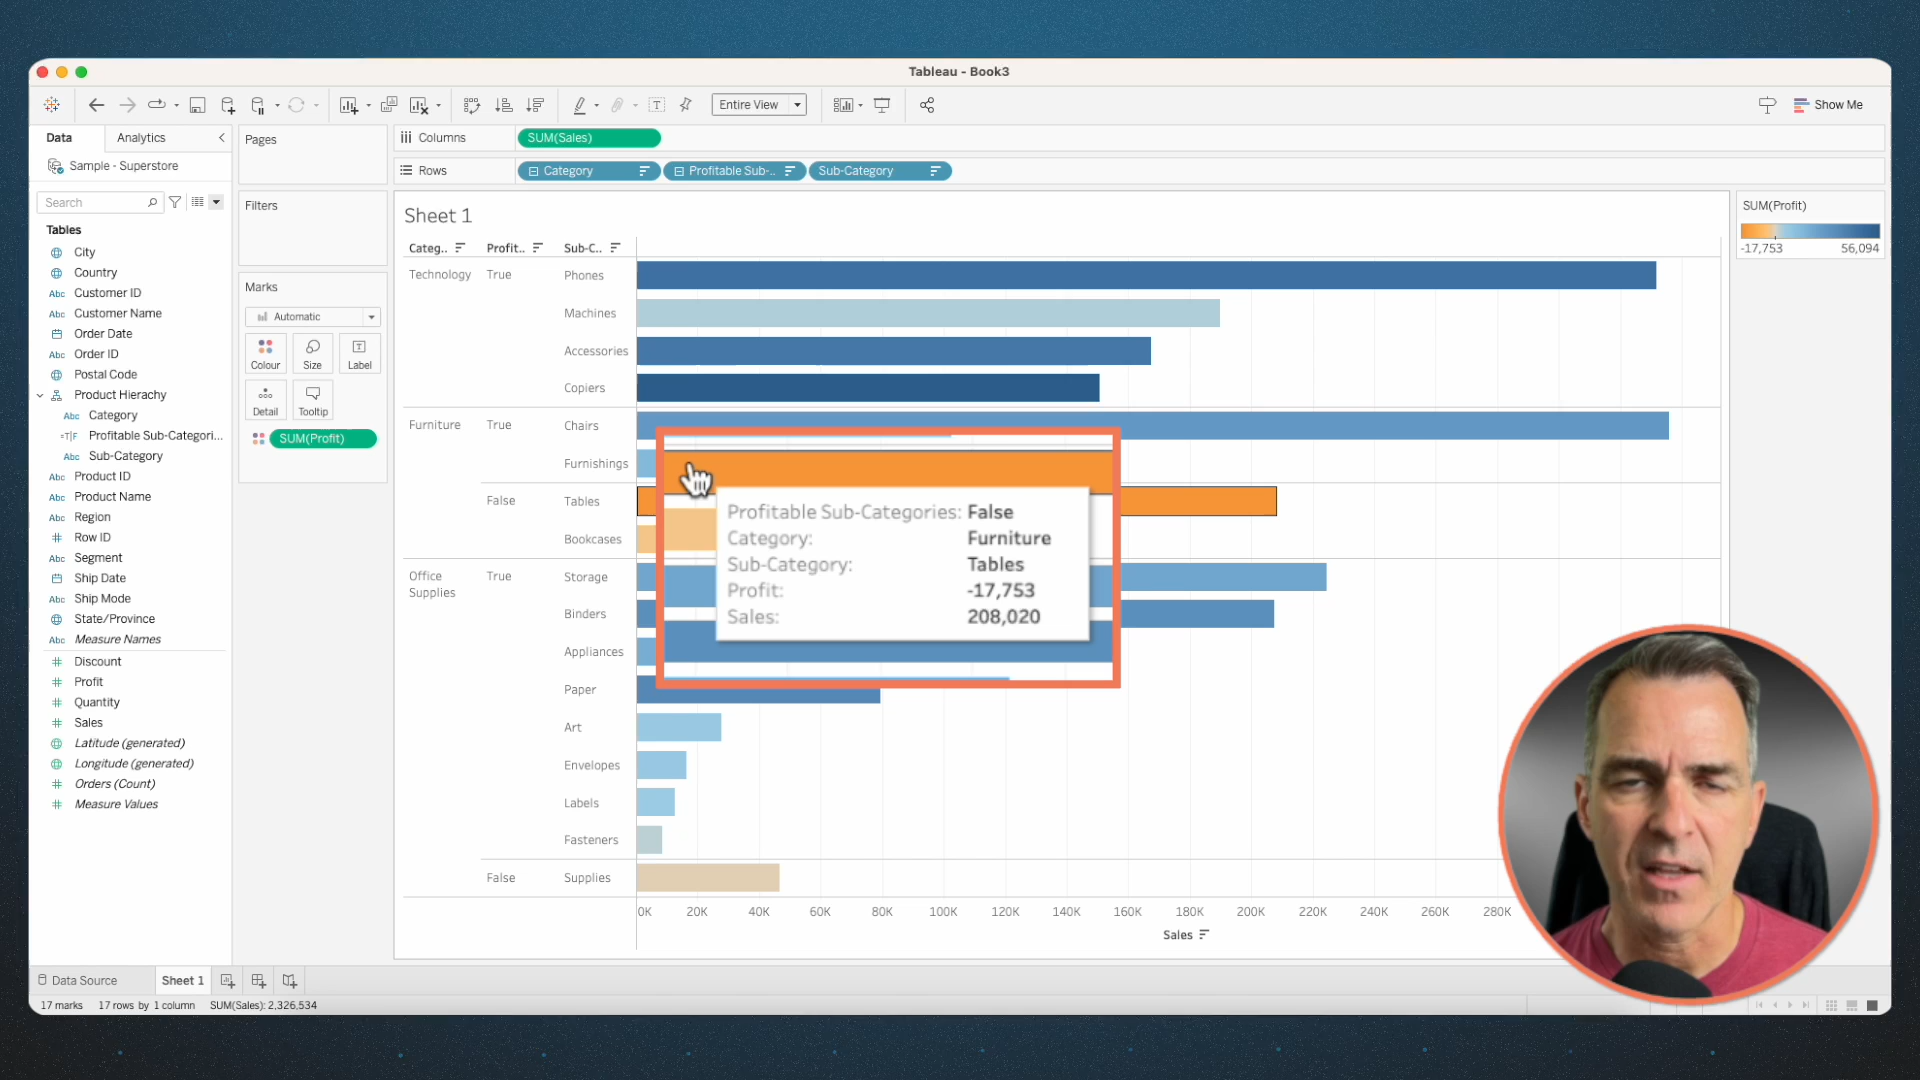 Tableau - Book3
Entire View
Show Me
Data
Analytics
Sample - Superstore
Search
Tables
City
Country
Customer ID
Customer Name
Order Date
Order ID
Postal Code
Product Hierachy
Category
Profitable Sub-Categori...
Sub-Category
Product ID
Product Name
Region
Row ID
Segment
Ship Date
Ship Mode
State/Province
Measure Names
Discount
Profit
Quantity
Sales
Latitude (generated)
Longitude (generated)
Orders (Count)
Measure Values
Pages
Filters
Marks
Automatic
Colour
Size
Label
Detail
Tooltip
SUM(Profit)
Columns
SUM(Sales)
Rows
Category
Profitable Sub-..
Sub-Category
Sheet 1
Categ..
Profit..
Sub-C..
Technology
True
Phones
Machines
Accessories
Copiers
Furniture
True
Chairs
Furnishings
False
Tables
Bookcases
Office Supplies
True
Storage
Binders
Appliances
Paper
Art
Envelopes
Labels
Fasteners
False
Supplies
Profitable Sub-Categories: False
Category: Furniture
Sub-Category: Tables
Profit: -17,753
Sales: 208,020
0K 20K 40K 60K 80K 100K 120K 140K 160K 180K 200K 220K 240K 260K 280K
Sales
SUM(Profit)
-17,753 56,094
Data Source
Sheet 1
17 marks 17 rows by 1 column SUM(Sales): 2,326,534